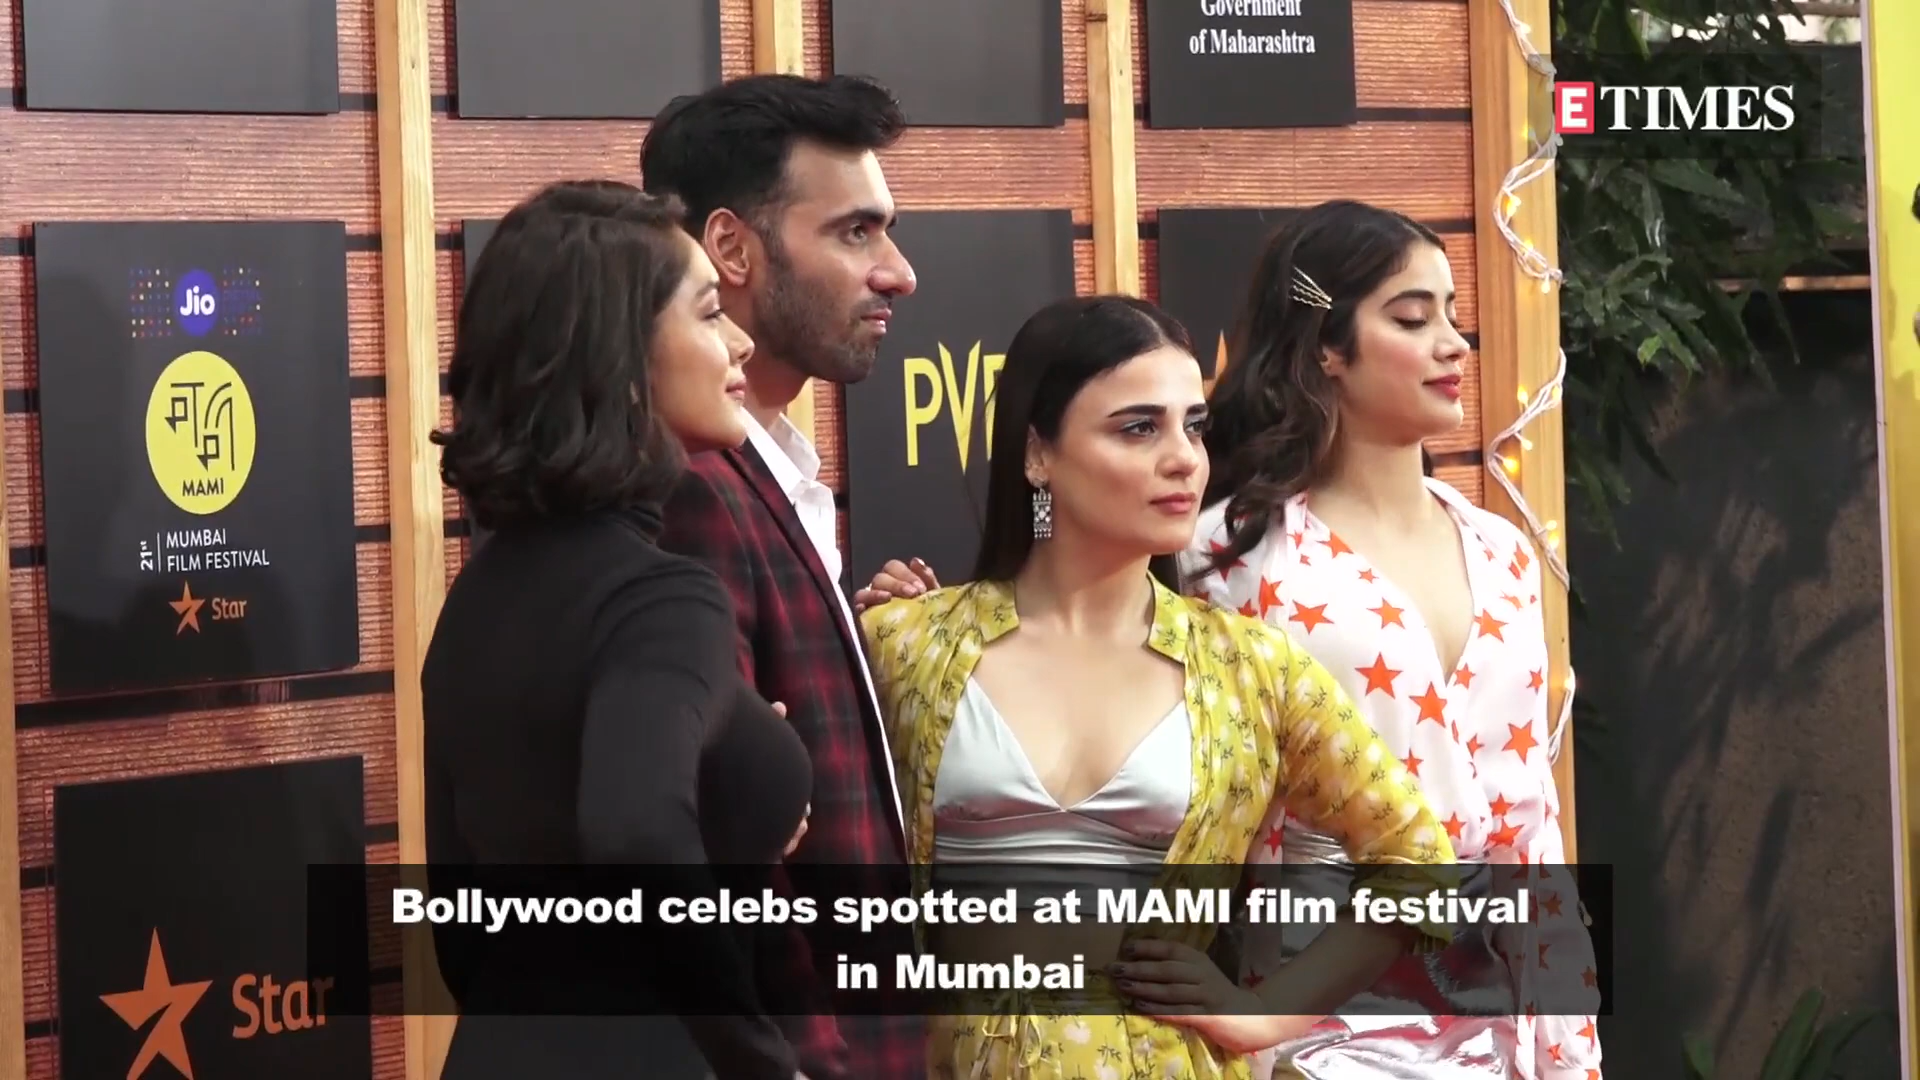 Government
of Maharashtra
E TIMES
Jio
MAMI
21st
MUMBAI
FILM FESTIVAL
Star
PVR
Star
Bollywood celebs spotted at MAMI film festival
in Mumbai